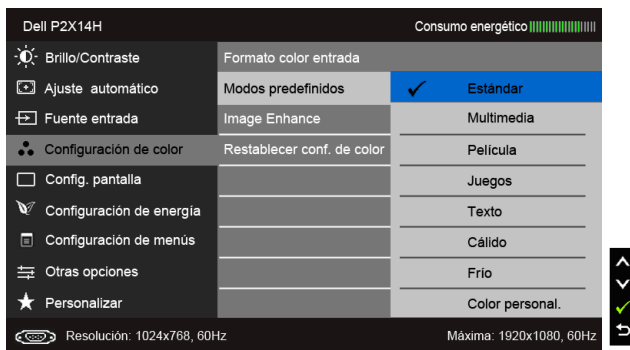 Dell P2X14H Consumo energético
Brillo/Contraste Formato color entrada
Ajuste automático Modos predefinidos Estándar
Fuente entrada Image Enhance Multimedia
Configuración de color Restablecer conf. de color Película
Config. pantalla Juegos
Configuración de energía Texto
Configuración de menús Cálido
Otras opciones Frío
Personalizar Color personal.
Resolución: 1024x768, 60Hz Máxima: 1920x1080, 60Hz